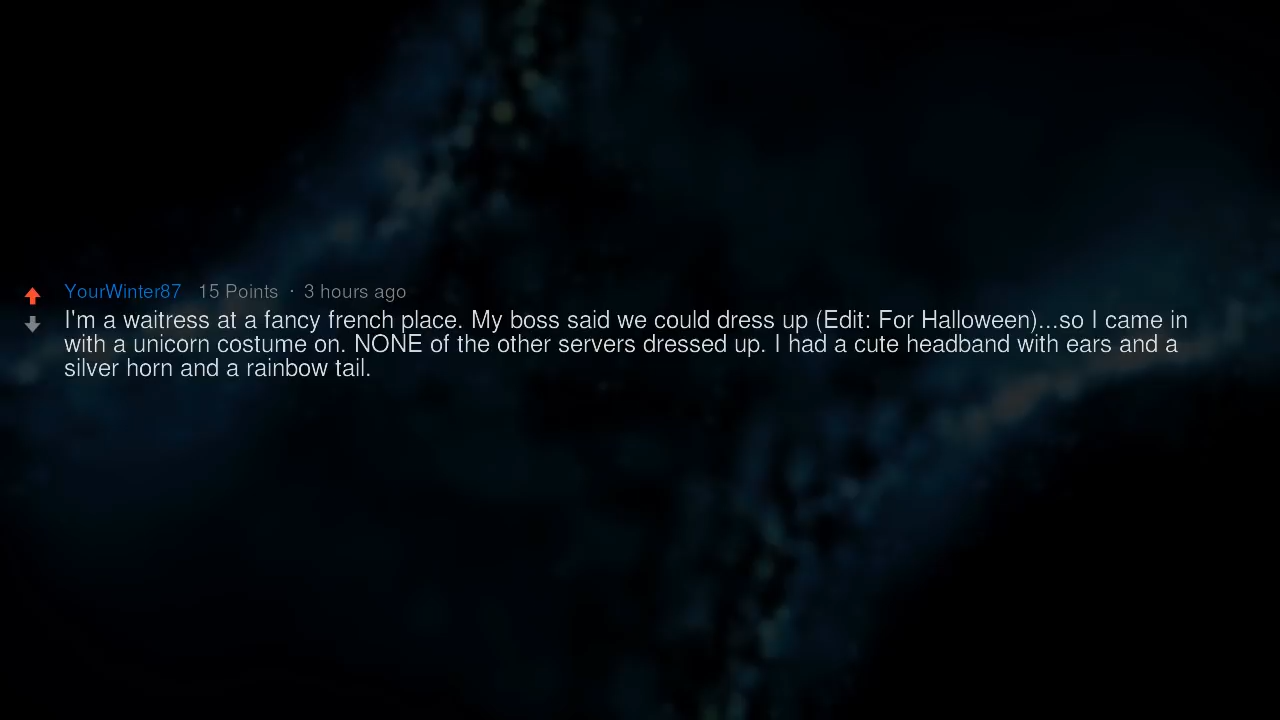 YourWinter87 15 Points · 3 hours ago
I'm a waitress at a fancy french place. My boss said we could dress up (Edit: For Halloween)...so I came in
with a unicorn costume on. NONE of the other servers dressed up. I had a cute headband with ears and a
silver horn and a rainbow tail.